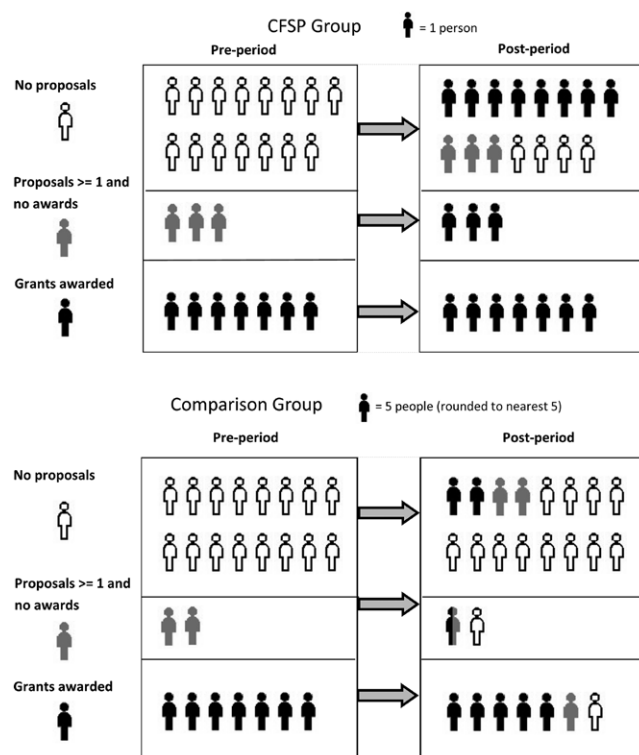 CFSP Group = 1 person
Pre-period Post-period
No proposals
Proposals >= 1 and
no awards
Grants awarded
Comparison Group = 5 people (rounded to nearest 5)
Pre-period Post-period
No proposals
Proposals >= 1 and
no awards
Grants awarded